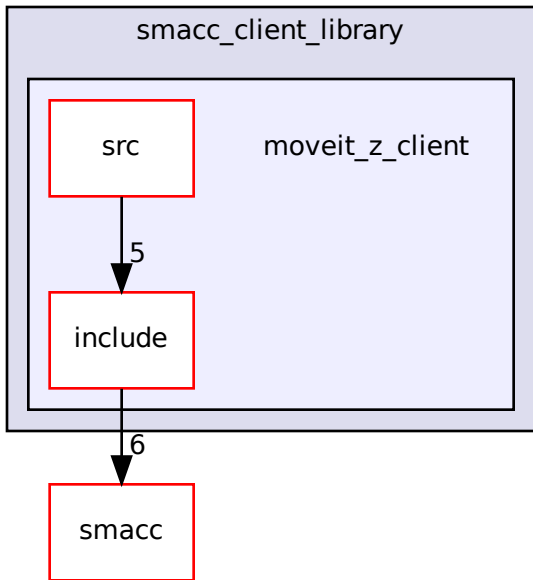 smacc_client_library
src
moveit_z_client
5
include
6
smacc